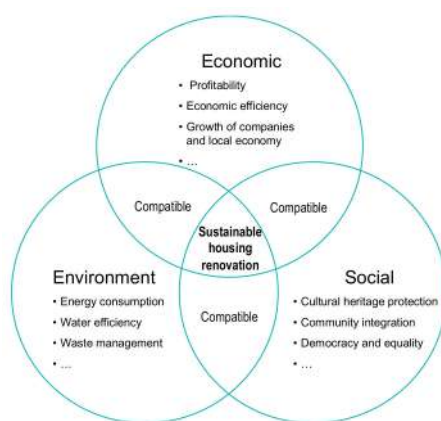 Economic
• Profitability
• Economic efficiency
• Growth of companies
and local economy
• ...
Compatible
Compatible
Sustainable
housing
renovation
Environment
• Energy consumption
• Water efficiency
• Waste management
• ...
Compatible
Social
• Cultural heritage protection
• Community integration
• Democracy and equality
• ...